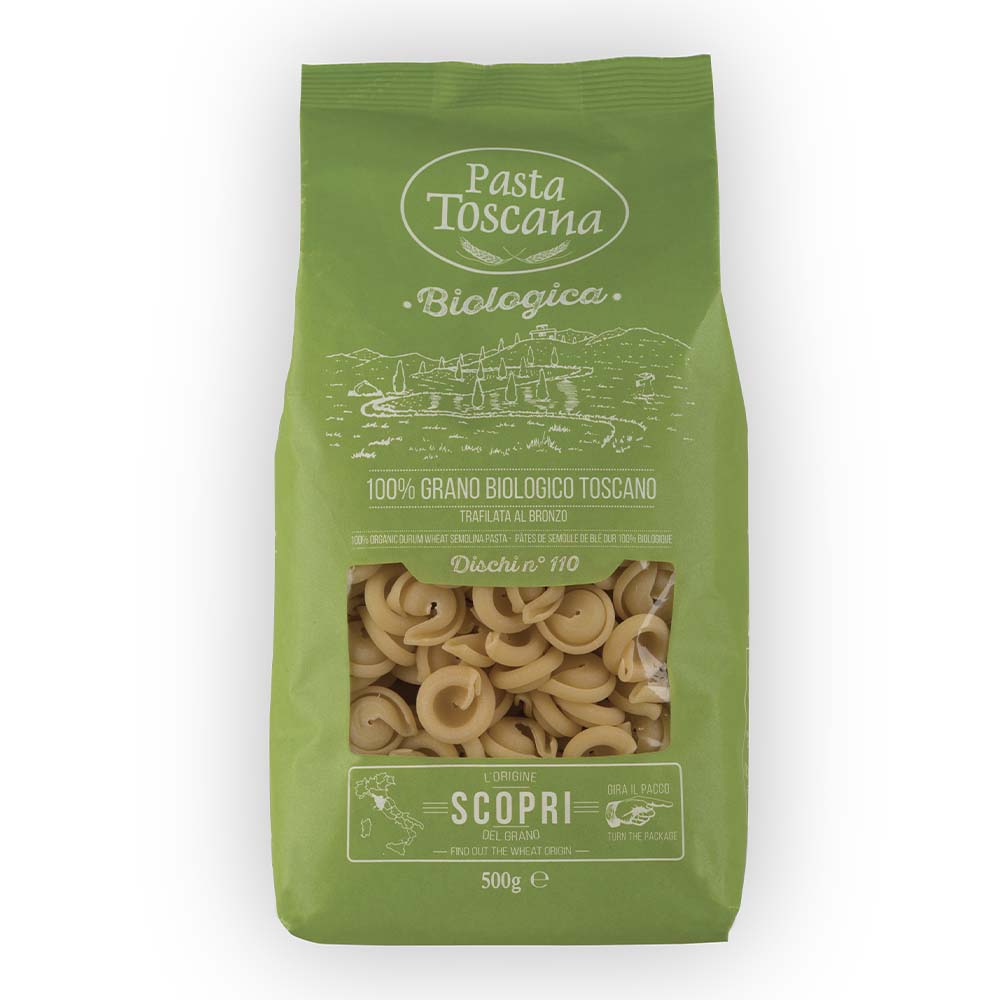 Pasta
Toscana
• Biologica •
100% GRANO BIOLOGICO TOSCANO
TRAFILATA AL BRONZO
100% ORGANIC DURUM WHEAT SEMOLINA PASTA - PÂTES DE SEMOULE DE BLÉ DUR 100% BIOLOGIQUE
Dischi n° 110
L'ORIGINE
SCOPRI
DEL GRANO
FIND OUT THE WHEAT ORIGIN
GIRA IL PACCO
TURN THE PACKAGE
500g ℮